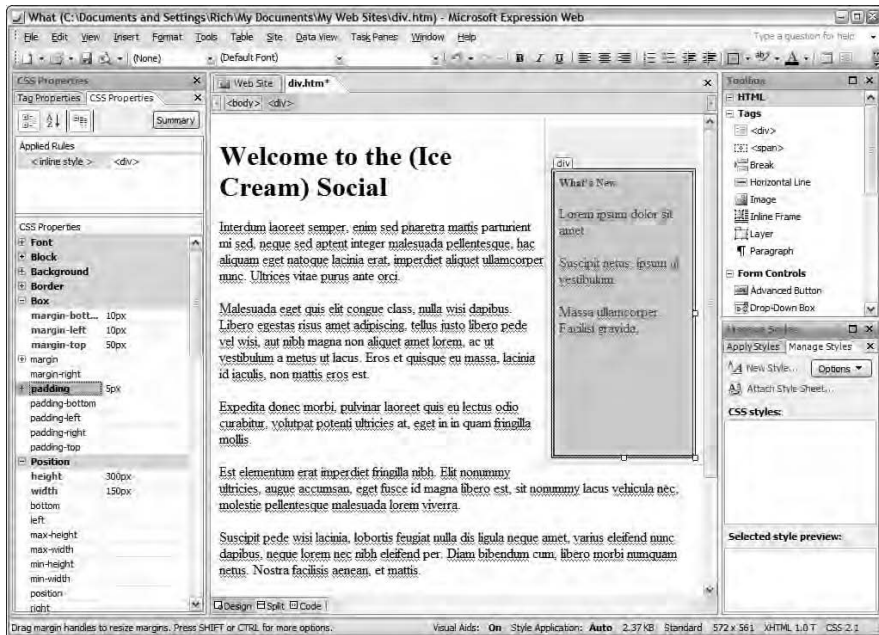 What (C:\Documents and Settings\Rich\My Documents\My Web Sites\div.htm) - Microsoft Expression Web
File Edit View Insert Format Tools Table Site Data View Task Panes Window Help
Type a question for help
(None) (Default Font) B I U
CSS Properties
Tag Properties CSS Properties
Summary
Applied Rules
< inline style > <div>
CSS Properties
Font
Block
Background
Border
Box
margin-bott... 10px
margin-left 10px
margin-top 50px
margin
margin-right
padding 5px
padding-bottom
padding-left
padding-right
padding-top
Position
height 300px
width 150px
bottom
left
max-height
max-width
min-height
min-width
position
right
Web Site div.htm*
<body> <div>
Welcome to the (Ice
Cream) Social
Interdum laoreet semper, enim sed pharetra mattis parturient
mi sed, neque sed aptent integer malesuada pellentesque, hac
aliquam eget natoque lacinia erat, imperdiet aliquet ullamcorper
nunc. Ultrices vitae purus ante orci.
Malesuada eget quis elit congue class, nulla wisi dapibus.
Libero egestas risus amet adipiscing, tellus justo libero pede
vel wisi, aut nibh magna non aliquet amet lorem, ac ut
vestibulum a metus ut lacus. Eros et quisque eu massa, lacinia
id iaculis, non mattis eros est.
Expedita donec morbi, pulvinar laoreet quis eu lectus odio
curabitur, volutpat potenti ultricies at, eget in in quam fringilla
mollis.
Est elementum erat imperdiet fringilla nibh. Elit nonummy
ultricies, augue accumsan, eget fusce id magna libero est, sit nonummy lacus vehicula nec,
molestie pellentesque malesuada lorem viverra.
Suscipit pede wisi lacinia, lobortis feugiat nulla dis ligula neque amet, varius eleifend nunc
dapibus, neque lorem nec nibh eleifend per. Diam bibendum cum, libero morbi numquam
netus. Nostra facilisis aenean, et mattis.
div
What's New
Lorem ipsum dolor sit
amet
Suscipit netus, ipsum ul
vestibulum
Massa ullamcorper
Facilisi gravida,
Design Split Code
Toolbox
HTML
Tags
<div>
<span>
Break
Horizontal Line
Image
Inline Frame
Layer
Paragraph
Form Controls
Advanced Button
Drop-Down Box
Apply Styles Manage Styles
New Style... Options
Attach Style Sheet...
CSS styles:
Selected style preview:
Drag margin handles to resize margins. Press SHIFT or CTRL for more options. Visual Aids: On Style Application: Auto 2.37 KB Standard 572 x 561 XHTML 1.0 T CSS 2.1